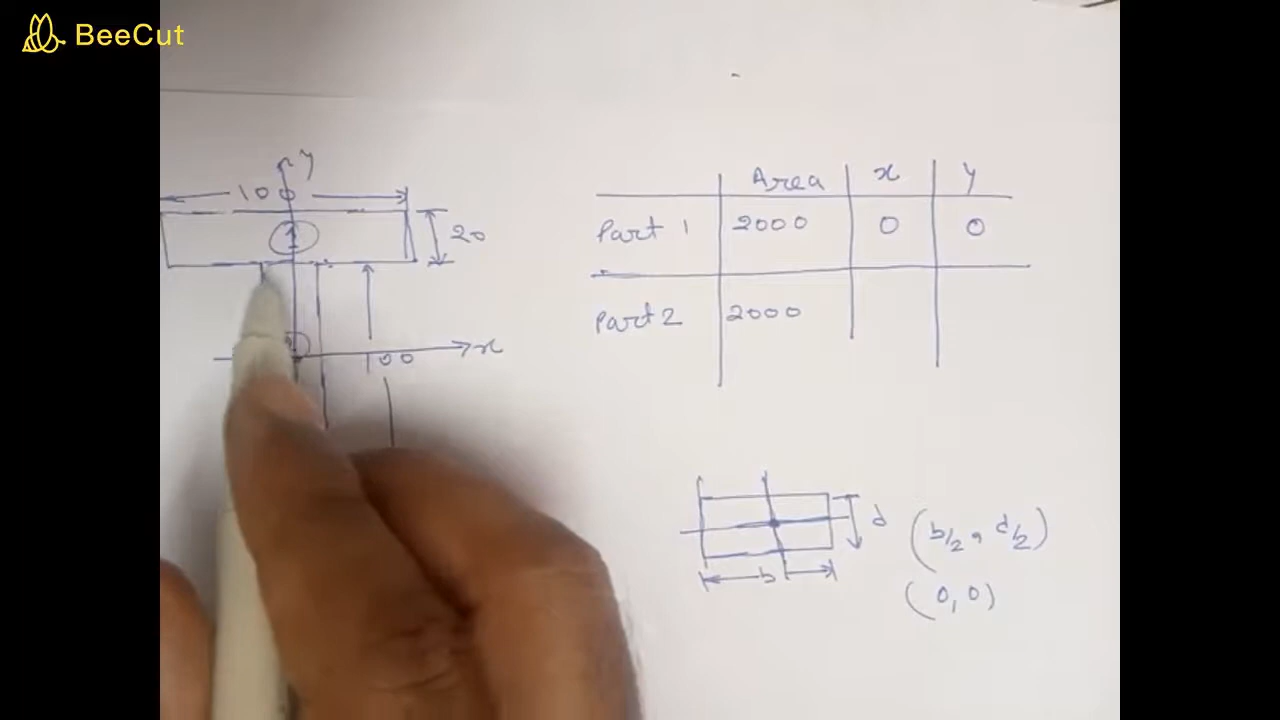 BeeCut
y
100
1
20
x
100
Area x y
Part 1 2000 0 0
Part 2 2000
d
b
(b/2, d/2)
(0,0)